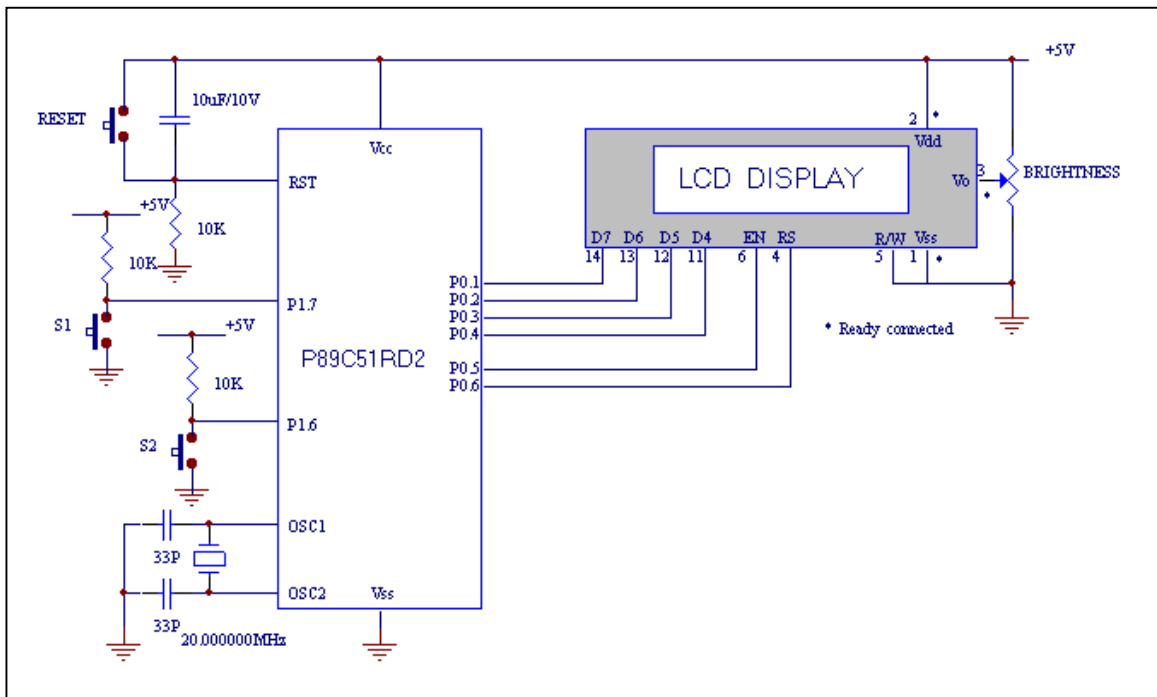 +5V
10uF/10V
RESET
2 *
Vcc
Vdd
LCD DISPLAY
3
Vo
*
BRIGHTNESS
RST
+5V
10K
D7 D6 D5 D4 EN RS R/W Vss
14 13 12 11 6 4 5 1 *
10K
P0.1
P0.2
P0.3
P0.4
P1.7
S1
+5V
* Ready connected
P89C51RD2
P0.5
P0.6
10K
P1.6
S2
OSC1
33P
OSC2
Vss
33P
20.000000MHz